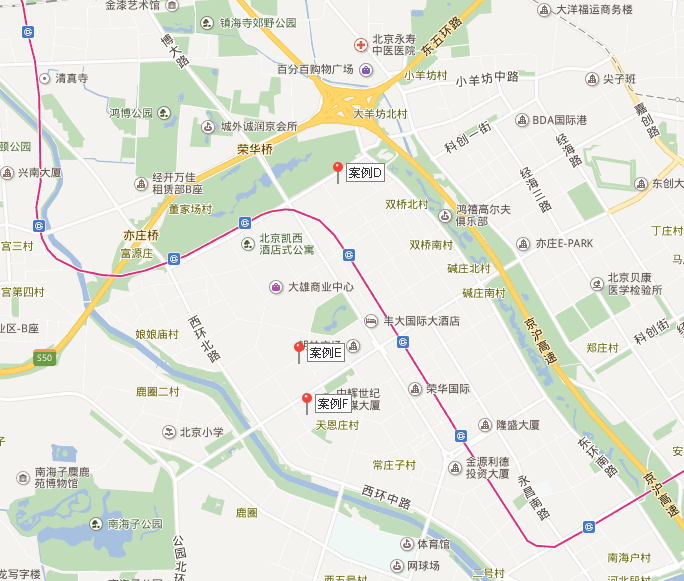 金漆艺术馆
大洋福运商务楼
镇海寺郊野公园
博大路
北京永寿
中医医院
东五环路
百分百购物广场
小羊坊村
小羊坊中路
清真寺
尖子班
鸿博公园
大羊坊北村
BDA国际港
嘉创路
城外诚润京会所
科创一街
经海路
颐公园
荣华桥
兴南大厦
经开万佳
租赁部B座
案例D
经海三路
东创大
董家场村
双桥北村
鸿禧高尔夫
俱乐部
亦庄桥
宫三村
富源庄
北京凯西
酒店式公寓
双桥南村
亦庄E-PARK
丁庄村
碱庄北村
马
宫第四村
大雄商业中心
碱庄南村
北京贝康
医学检验所
业区-B座
西环北路
丰大国际大酒店
京沪高速
科创街
娘娘庙村
郑庄村
S50
案例E
鹿圈二村
中辉世纪
大厦
荣华国际
案例F
北京小学
天恩庄村
隆盛大厦
东环南路
安
南海子麋鹿
苑博物馆
常庄子村
金源利德
投资大厦
京沪高速
西环中路
永昌南路
鹿圈
南海子公园
公园北环
体育馆
南海户村
龙写字楼
南海子公园
网球场
西五号村
二号村
河北段村